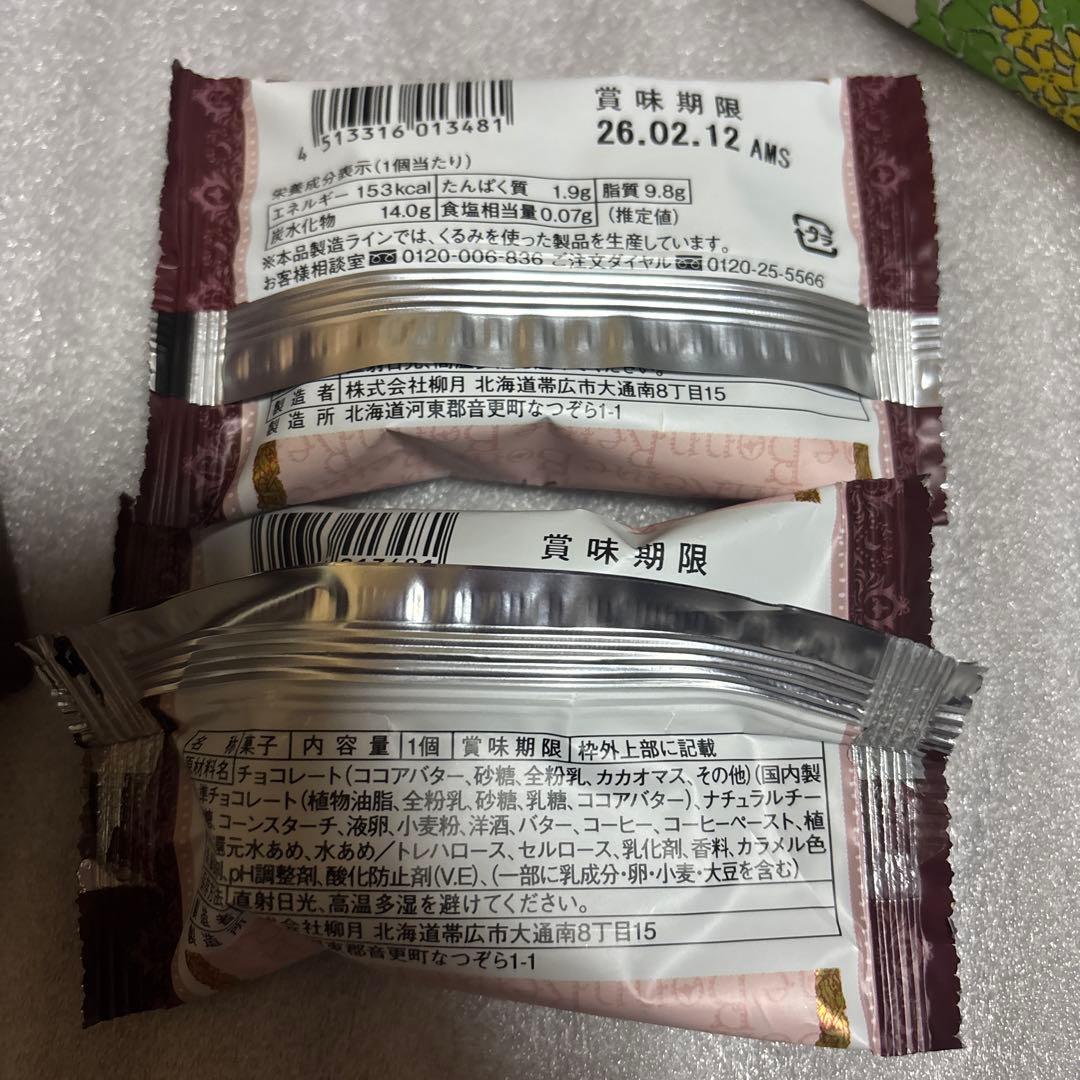 4 513316 013481
賞味期限
26.02.12 AMS
栄養成分表示(1個当たり)
エネルギー 153kcal たんぱく質 1.9g 脂質 9.8g
炭水化物 14.0g 食塩相当量 0.07g (推定値)
※本品製造ラインでは、くるみを使った製品を生産しています。
お客様相談室 0120-006-836 ご注文ダイヤル 0120-25-5566
プラ
製造者 株式会社柳月 北海道帯広市大通南8丁目15
製造所 北海道河東郡音更町なつぞら1-1
賞味期限
名 称 菓子 内容量 1個 賞味期限 枠外上部に記載
原材料名 チョコレート(ココアバター、砂糖、全粉乳、カカオマス、その他)(国内製
準チョコレート(植物油脂、全粉乳、砂糖、乳糖、ココアバター)、ナチュラルチー
コーンスターチ、液卵、小麦粉、洋酒、バター、コーヒー、コーヒーペースト、植
元水あめ、水あめ／トレハロース、セルロース、乳化剤、香料、カラメル色
pH調整剤、酸化防止剤(V.E)、(一部に乳成分・卵・小麦・大豆を含む)
直射日光、高温多湿を避けてください。
会社柳月 北海道帯広市大通南8丁目15
東郡音更町なつぞら1-1